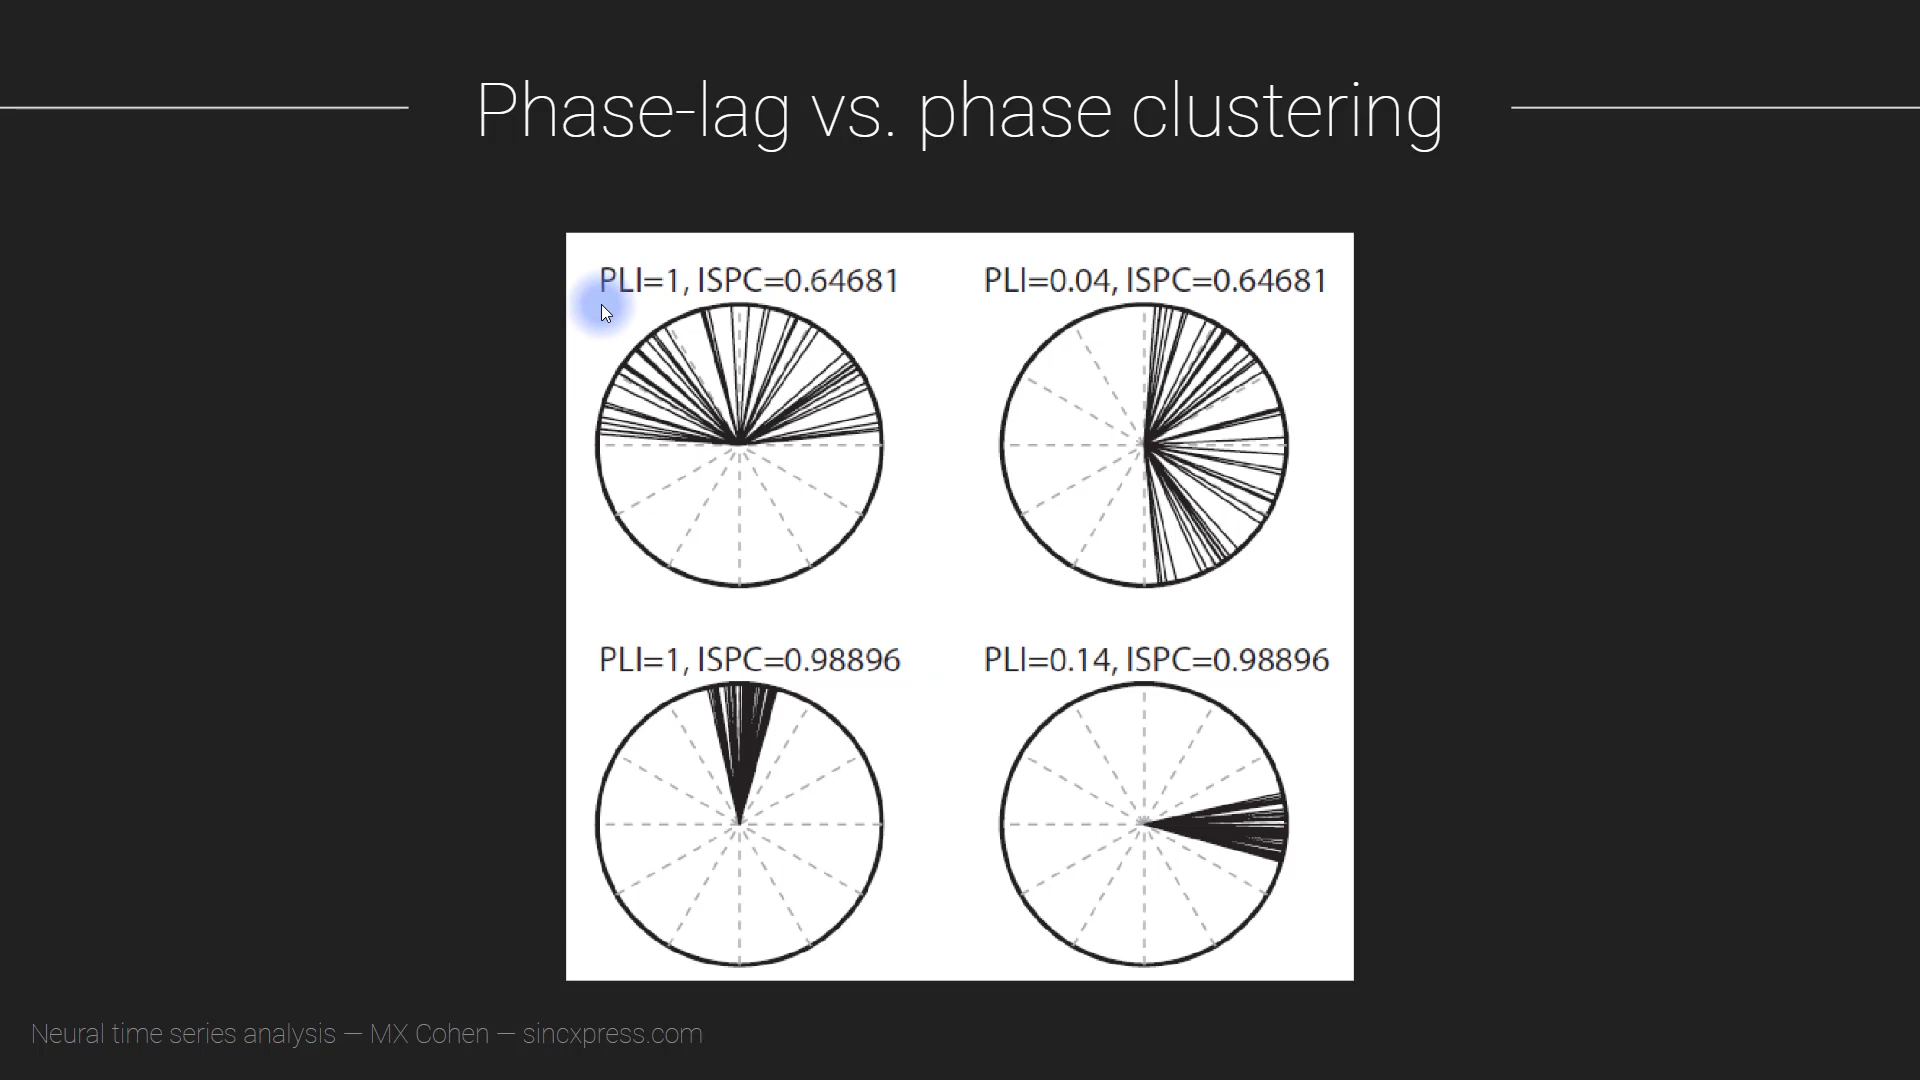 Phase-lag vs. phase clustering
PLI=1, ISPC=0.64681
PLI=0.04, ISPC=0.64681
PLI=1, ISPC=0.98896
PLI=0.14, ISPC=0.98896
Neural time series analysis — MX Cohen — sincxpress.com